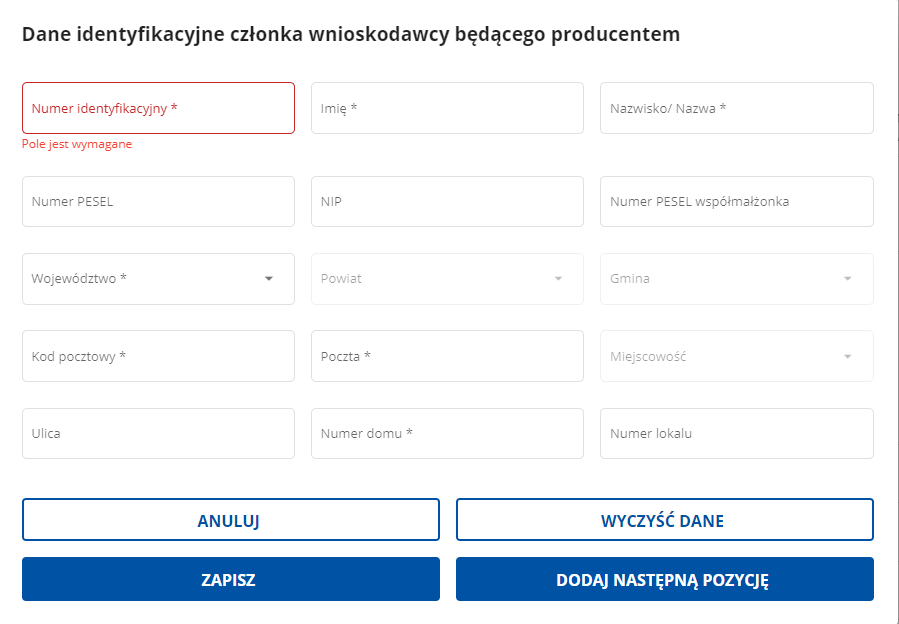 Dane identyfikacyjne członka wnioskodawcy będącego producentem
Numer identyfikacyjny * Imię * Nazwisko/ Nazwa *
Pole jest wymagane
Numer PESEL NIP Numer PESEL współmałżonka
Województwo * Powiat Gmina
Kod pocztowy * Poczta * Miejscowość
Ulica Numer domu * Numer lokalu
ANULUJ WYCZYŚĆ DANE
ZAPISZ DODAJ NASTĘPNĄ POZYCJĘ